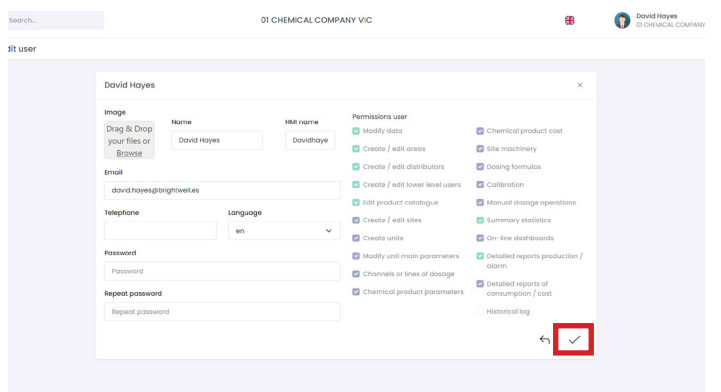 Search...
01 CHEMICAL COMPANY VIC
David Hayes
01 CHEMICAL COMPANY
dit user
David Hayes
Image
Name
HMI name
Drag & Drop
your files or
Browse
David Hayes
Davidhaye
Email
david.hayes@brightwell.es
Telephone
Language
en
Password
Password
Repeat password
Repeat password
Permissions user
Modify data
Create / edit areas
Create / edit distributors
Create / edit lower level users
Edit product catalogue
Create / edit sites
Create units
Modify unit main parameters
Channels or lines of dosage
Chemical product parameters
Chemical product cost
Site machinery
Dosing formulas
Calibration
Manual dosage operations
Summary statistics
On-line dashboards
Detailed reports production /
alarm
Detailed reports of
consumption / cost
Historical log